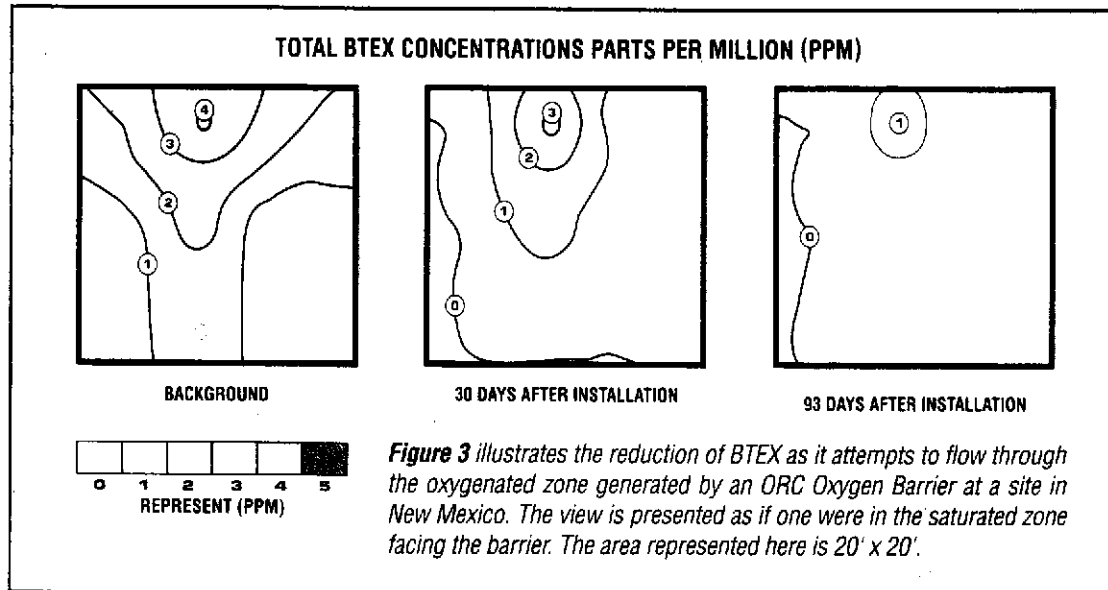 TOTAL BTEX CONCENTRATIONS PARTS PER MILLION (PPM)
4
3
2
1
BACKGROUND
3
2
1
0
30 DAYS AFTER INSTALLATION
1
0
93 DAYS AFTER INSTALLATION
0 1 2 3 4 5
REPRESENT (PPM)
Figure 3 illustrates the reduction of BTEX as it attempts to flow through
the oxygenated zone generated by an ORC Oxygen Barrier at a site in
New Mexico. The view is presented as if one were in the saturated zone
facing the barrier. The area represented here is 20' x 20'.